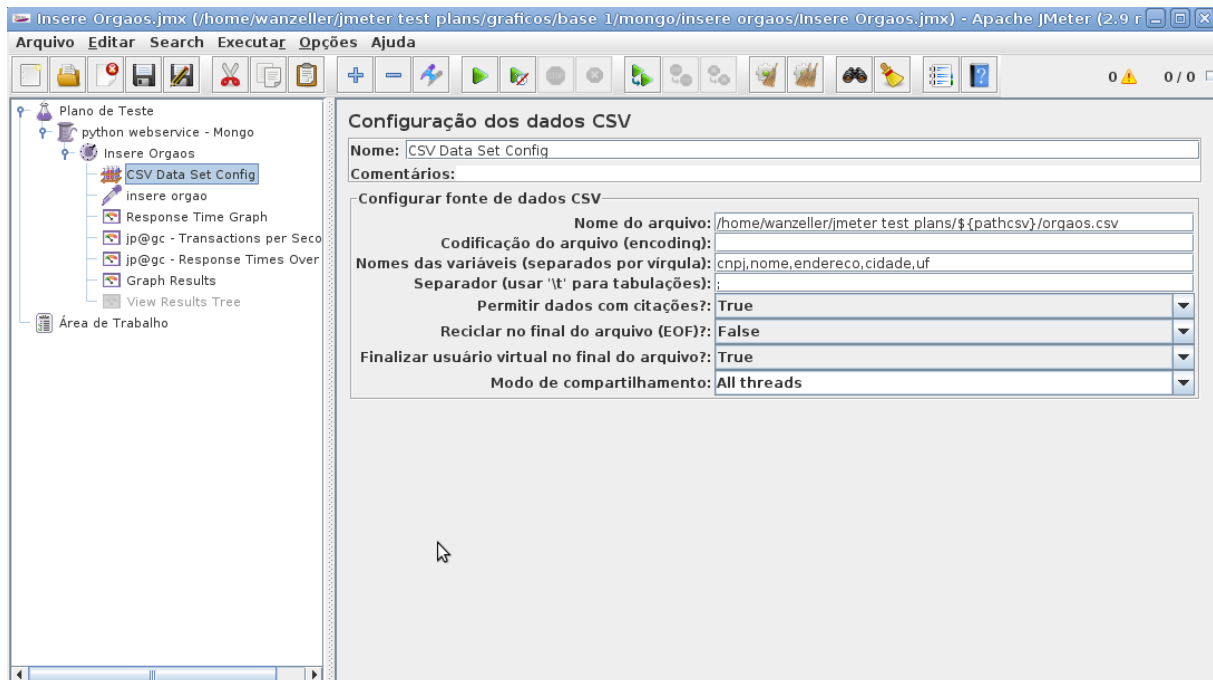 Insere Orgaos.jmx (/home/wanzeller/jmeter test plans/graficos/base 1/mongo/insere orgaos/Insere Orgaos.jmx) - Apache JMeter (2.9 r
Arquivo Editar Search Executar Opções Ajuda
0 0 / 0
Plano de Teste
python webservice - Mongo
Insere Orgaos
CSV Data Set Config
insere orgao
Response Time Graph
jp@gc - Transactions per Seco
jp@gc - Response Times Over
Graph Results
View Results Tree
Área de Trabalho
Configuração dos dados CSV
Nome: CSV Data Set Config
Comentários:
Configurar fonte de dados CSV
Nome do arquivo: /home/wanzeller/jmeter test plans/${pathcsv}/orgaos.csv
Codificação do arquivo (encoding):
Nomes das variáveis (separados por vírgula): cnpj,nome,endereco,cidade,uf
Separador (usar '\t' para tabulações): ;
Permitir dados com citações?: True
Reciclar no final do arquivo (EOF)?: False
Finalizar usuário virtual no final do arquivo?: True
Modo de compartilhamento: All threads